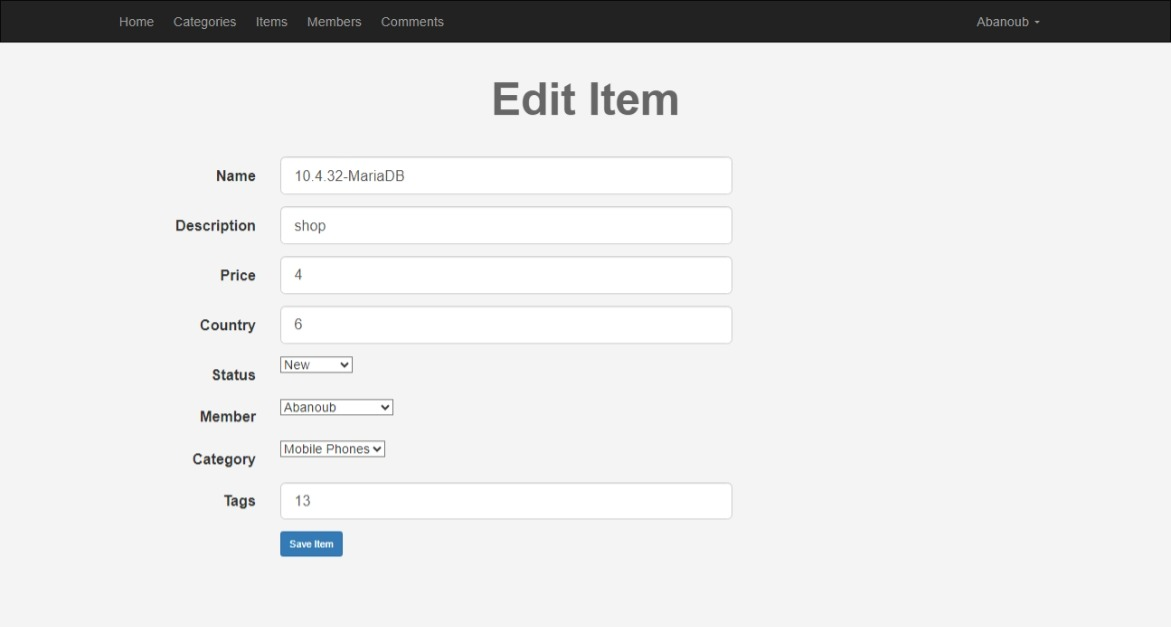 Home Categories Items Members Comments Abanoub
Edit Item
Name 10.4.32-MariaDB
Description shop
Price 4
Country 6
Status New
Member Abanoub
Category Mobile Phones
Tags 13
Save Item